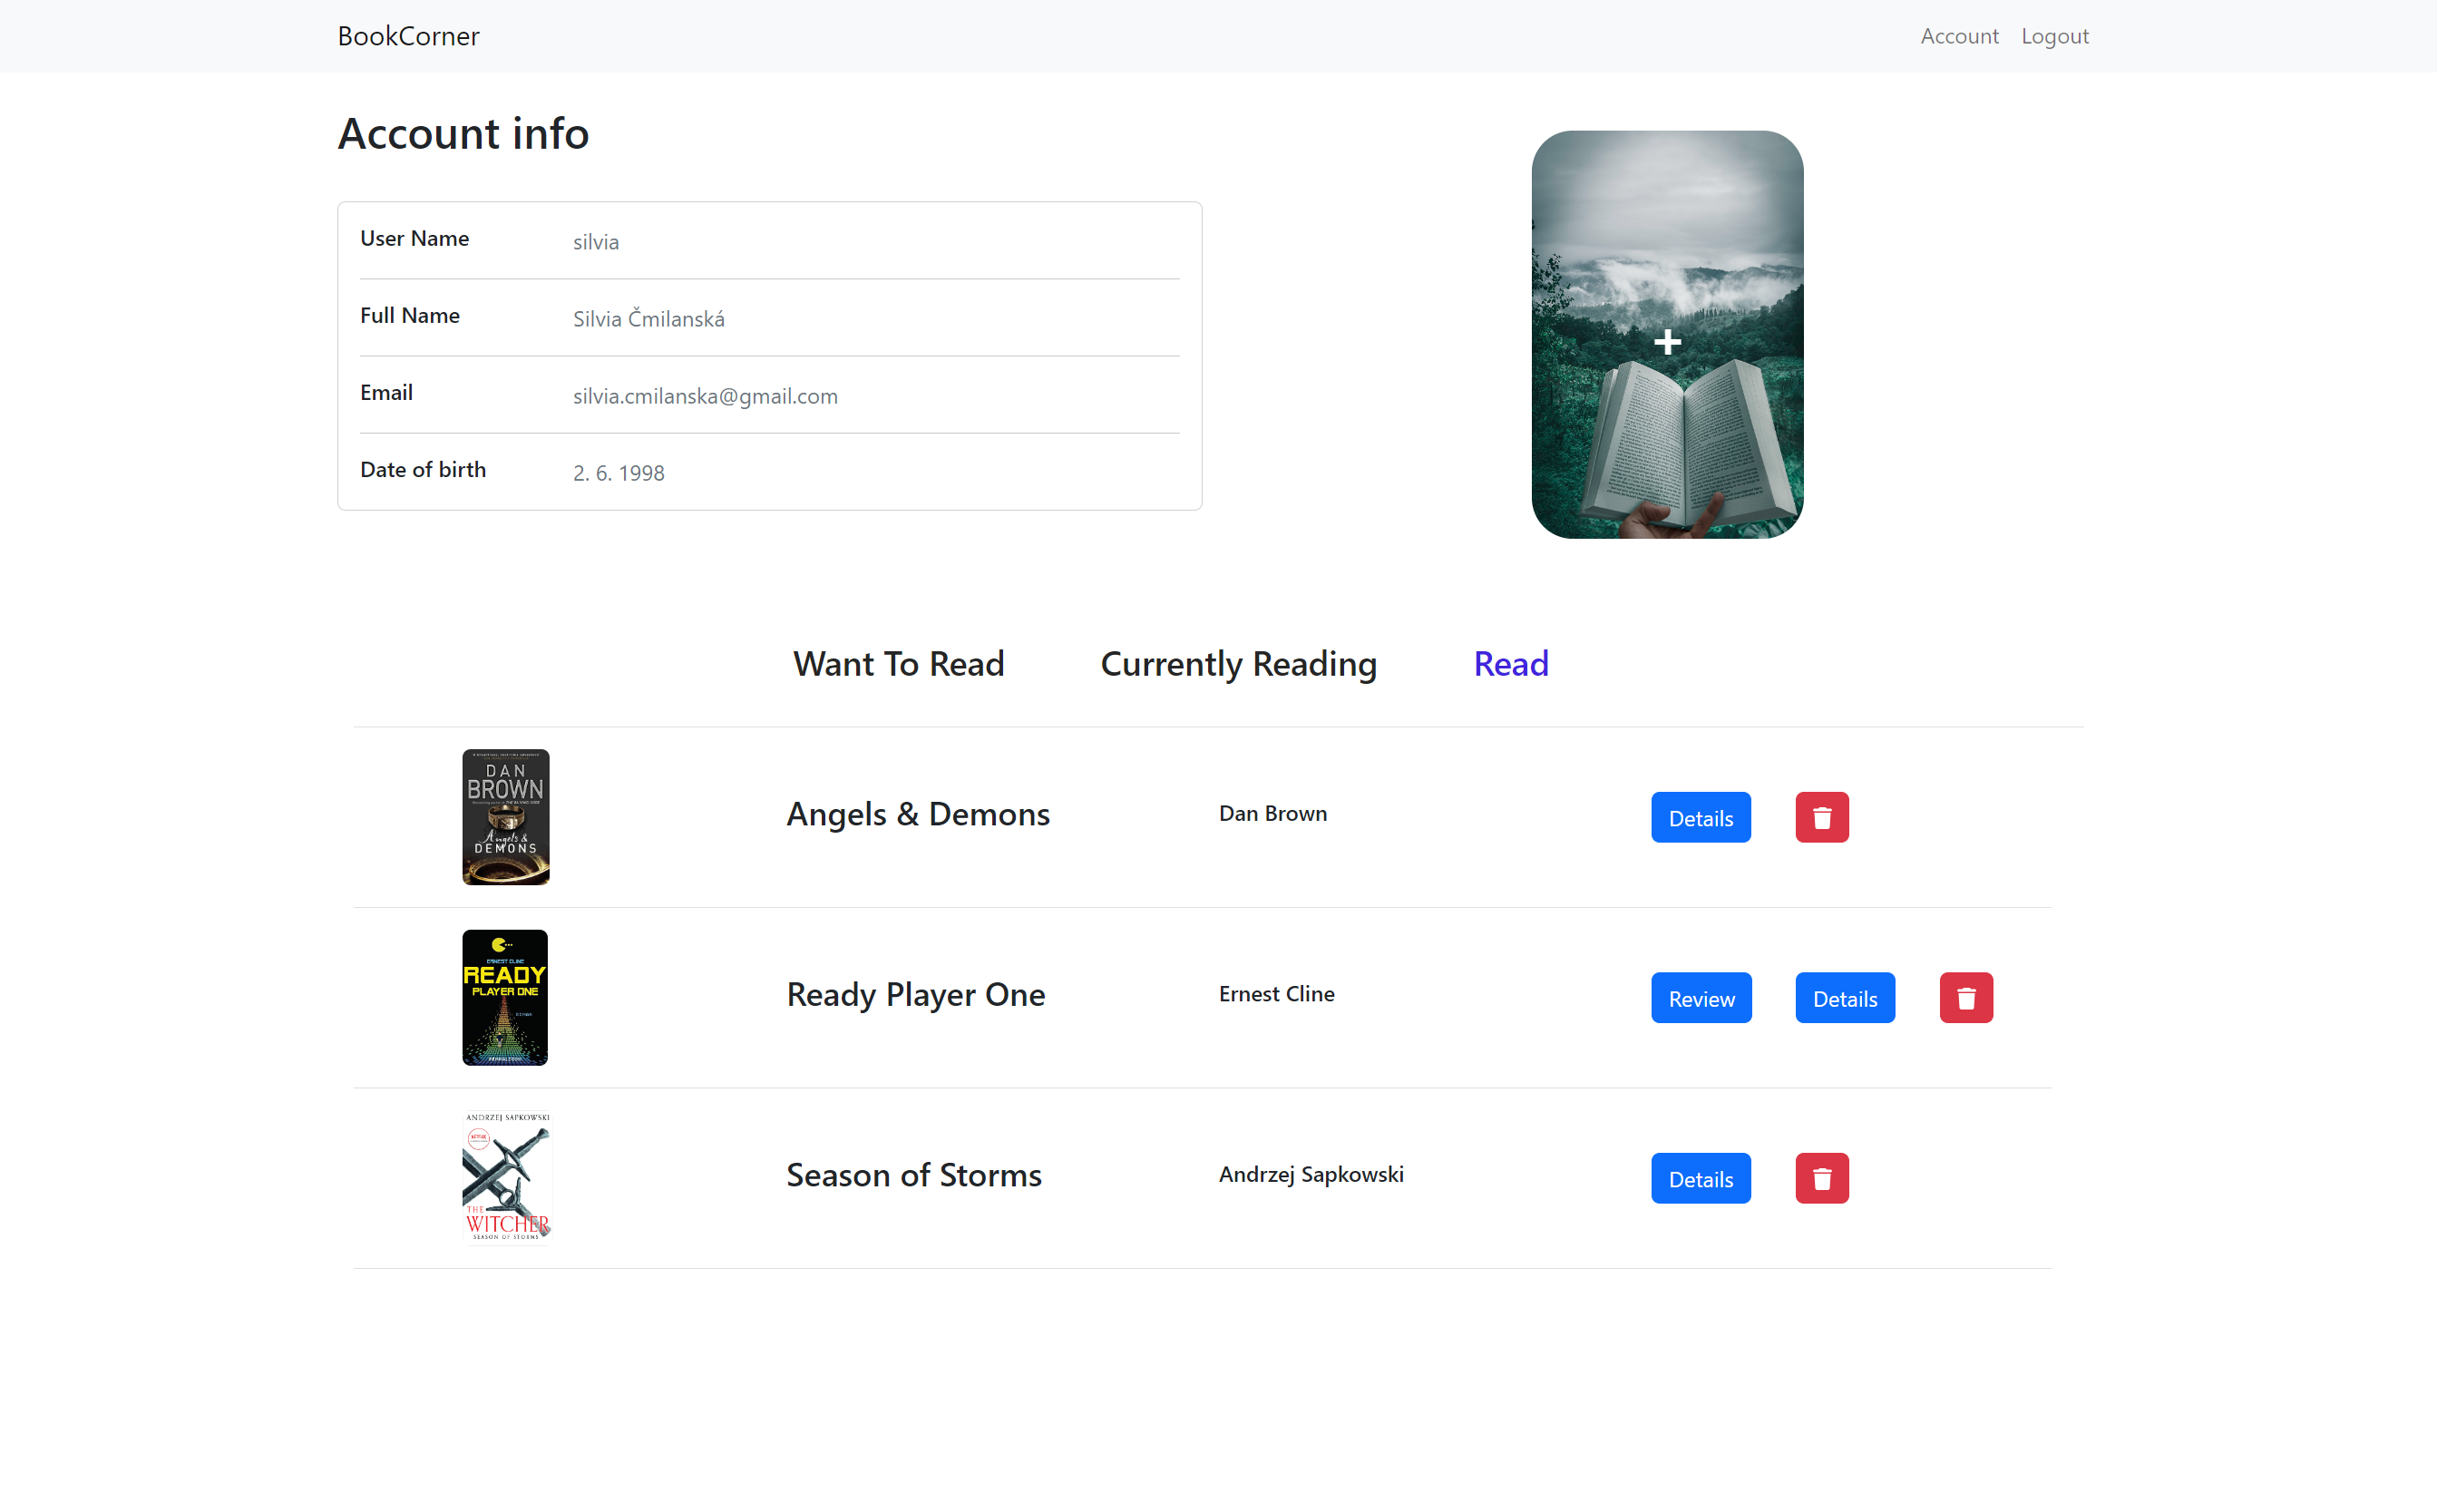 BookCorner
Account Logout
Account info
User Name silvia
Full Name Silvia Čmilanská
Email silvia.cmilanska@gmail.com
Date of birth 2. 6. 1998
+
Want To Read Currently Reading Read
DAN
BROWN
Angels &
DEMONS
Angels & Demons Dan Brown Details
ERNEST CLINE
READY
PLAYER ONE
Ready Player One Ernest Cline Review Details
ANDRZEJ SAPKOWSKI
THE
WITCHER
SEASON OF STORMS
Season of Storms Andrzej Sapkowski Details